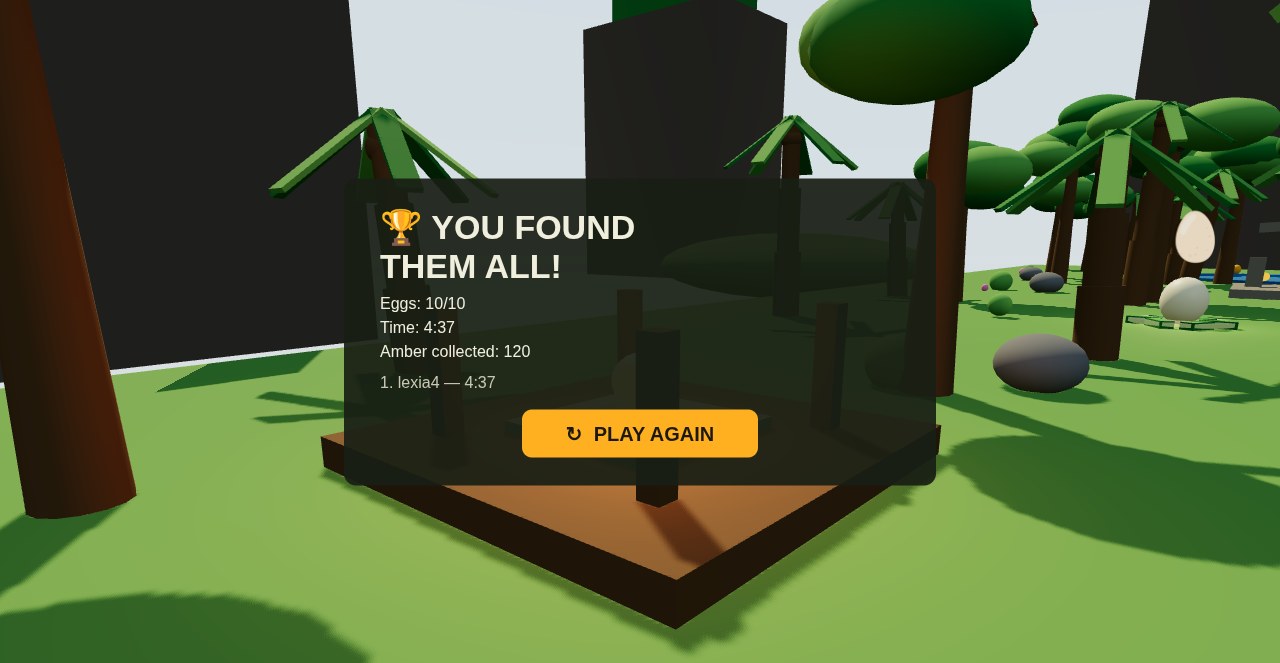 🏆 YOU FOUND
THEM ALL!
Eggs: 10/10
Time: 4:37
Amber collected: 120
1. lexia4 — 4:37
↻ PLAY AGAIN